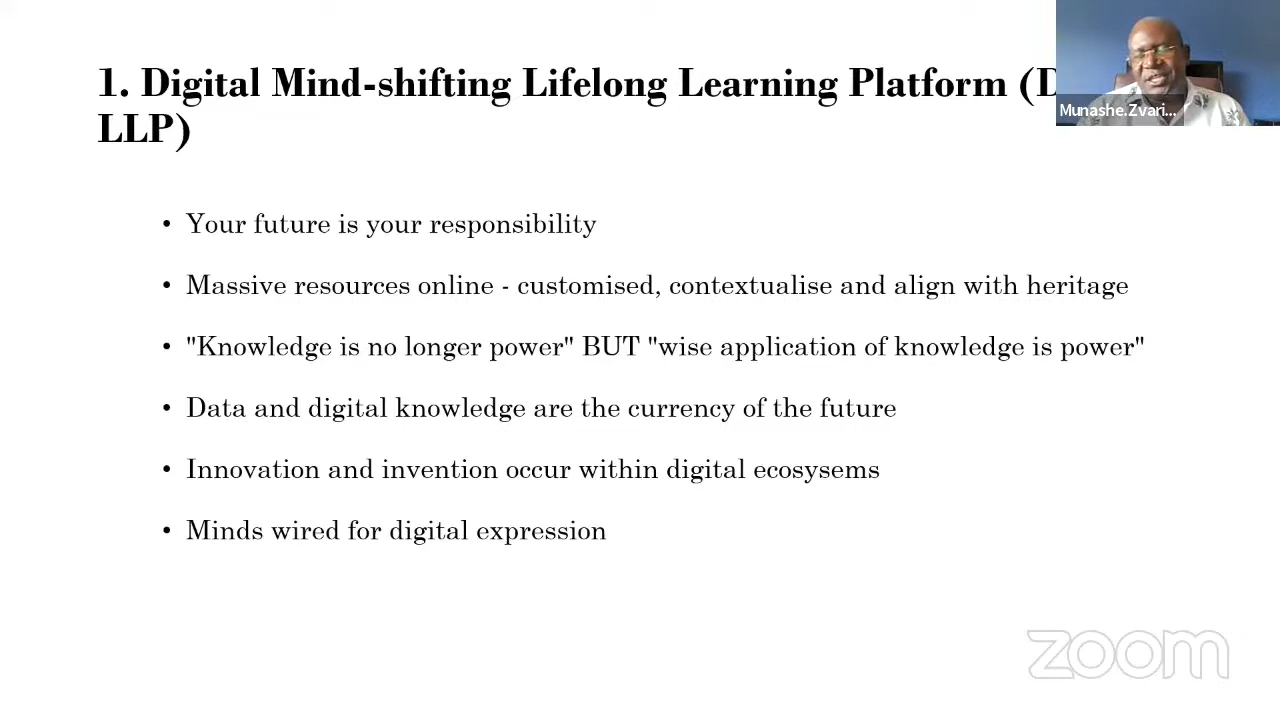 1. Digital Mind-shifting Lifelong Learning Platform (D
LLP)
Munashe.Zvari...
• Your future is your responsibility
• Massive resources online - customised, contextualise and align with heritage
• "Knowledge is no longer power" BUT "wise application of knowledge is power"
• Data and digital knowledge are the currency of the future
• Innovation and invention occur within digital ecosysems
• Minds wired for digital expression
zoom